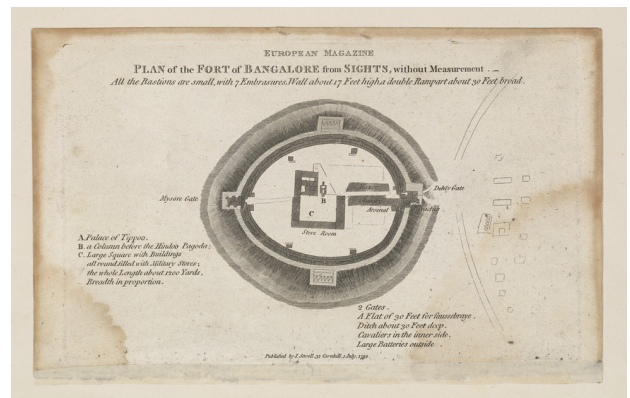 EUROPEAN MAGAZINE
PLAN of the FORT of BANGALORE from SIGHTS, without Measurement.
All the Bastions are small, with 7 Embrasures. Wall about 17 Feet high, a double Rampart about 30 Feet broad.
Mysore Gate
Delhy Gate
Arsenal
B
C
Store Room
A. Palace of Tippoo.
B. a Column before the Hindoo Pagoda;
C. Large Square with Buildings
all round filled with Military Stores;
the whole Length about 1200 Yards,
Breadth in proportion.
2 Gates.
A Flat of 30 Feet for faussebraye.
Ditch about 30 Feet deep.
Cavaliers in the inner side.
Large Batteries outside.
Published by J. Sewell, 32 Cornhill, 1 July, 1791